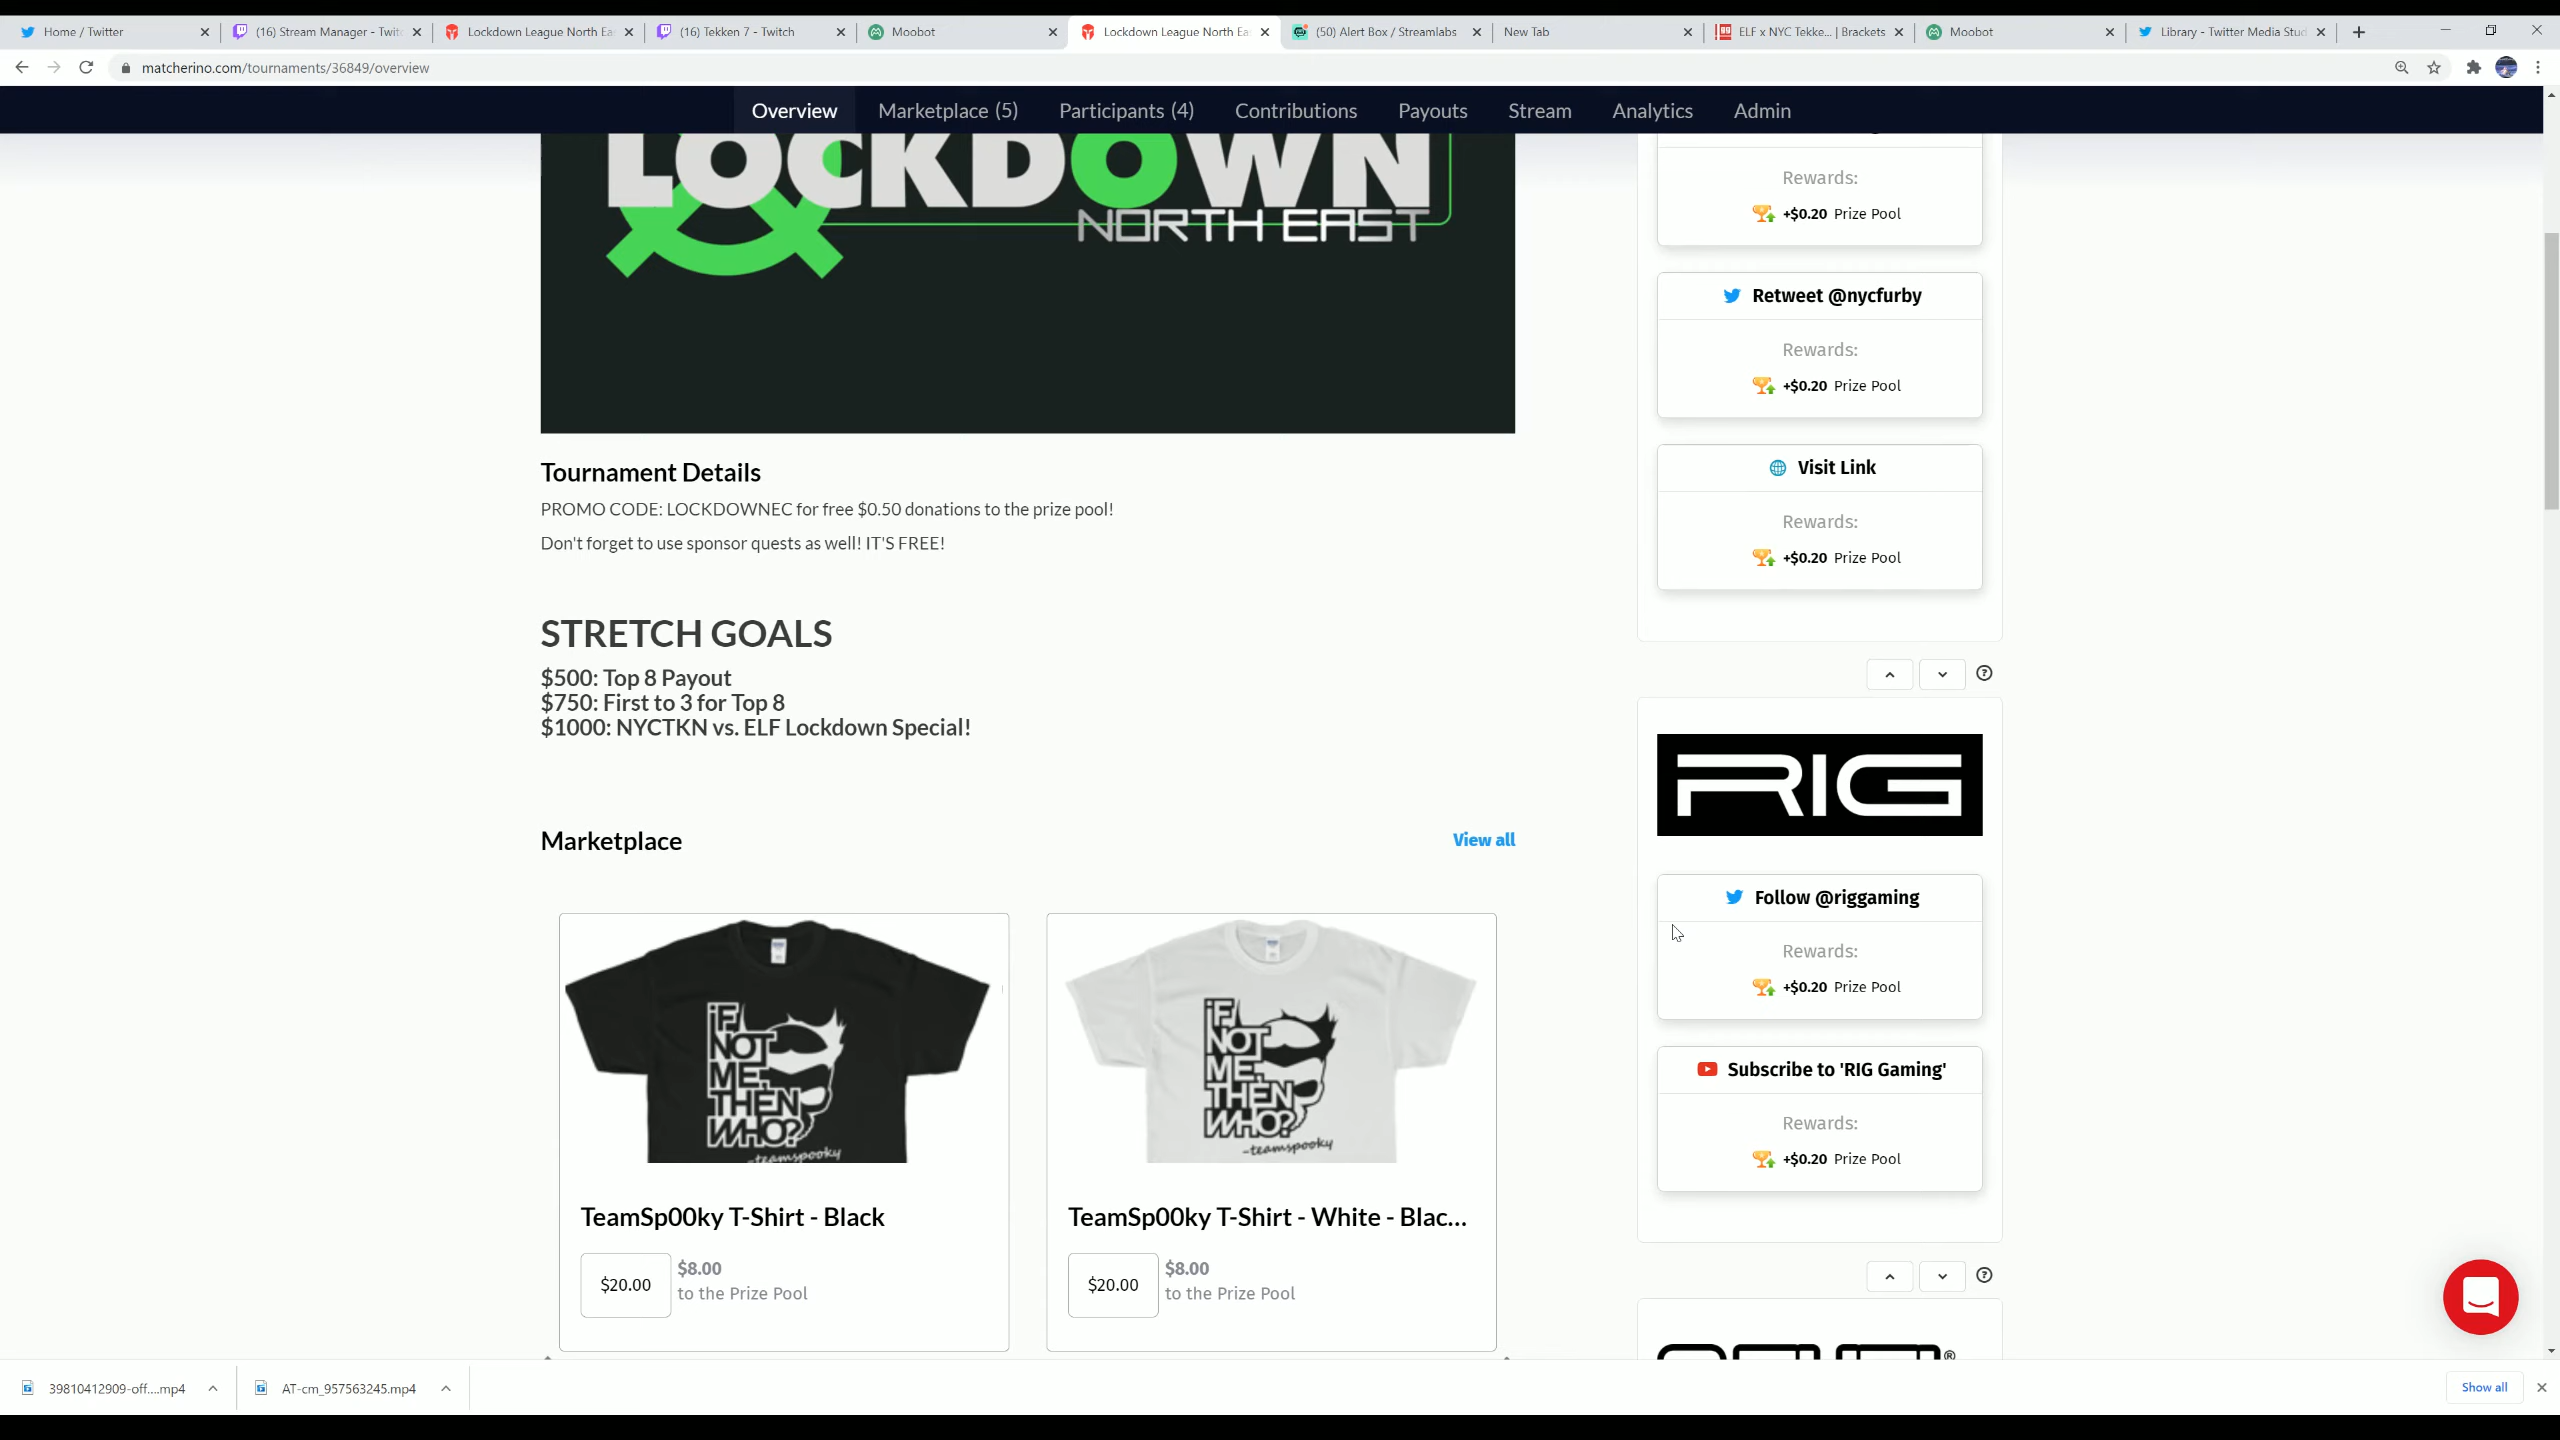 Home / Twitter
(16) Stream Manager - Twitc
Lockdown League North Ea
(16) Tekken 7 - Twitch
Moobot
Lockdown League North Ea
(50) Alert Box / Streamlabs
New Tab
ELF x NYC Tekke... | Brackets
Moobot
Library - Twitter Media Stud
matcherino.com/tournaments/36849/overview
Overview
Marketplace (5)
Participants (4)
Contributions
Payouts
Stream
Analytics
Admin
LOCKDOWN
NORTH EAST
Tournament Details
PROMO CODE: LOCKDOWNEC for free $0.50 donations to the prize pool!
Don't forget to use sponsor quests as well! IT'S FREE!
STRETCH GOALS
$500: Top 8 Payout
$750: First to 3 for Top 8
$1000: NYCTKN vs. ELF Lockdown Special!
Marketplace
View all
IF
NOT
ME,
THEN
WHO?
-teamspooky
TeamSp00ky T-Shirt - Black
$20.00
$8.00
to the Prize Pool
IF
NOT
ME,
THEN
WHO?
-teamspooky
TeamSp00ky T-Shirt - White - Blac...
$20.00
$8.00
to the Prize Pool
Rewards:
+$0.20 Prize Pool
Retweet @nycfurby
Rewards:
+$0.20 Prize Pool
Visit Link
Rewards:
+$0.20 Prize Pool
RIG
Follow @riggaming
Rewards:
+$0.20 Prize Pool
Subscribe to 'RIG Gaming'
Rewards:
+$0.20 Prize Pool
39810412909-off....mp4
AT-cm_957563245.mp4
Show all